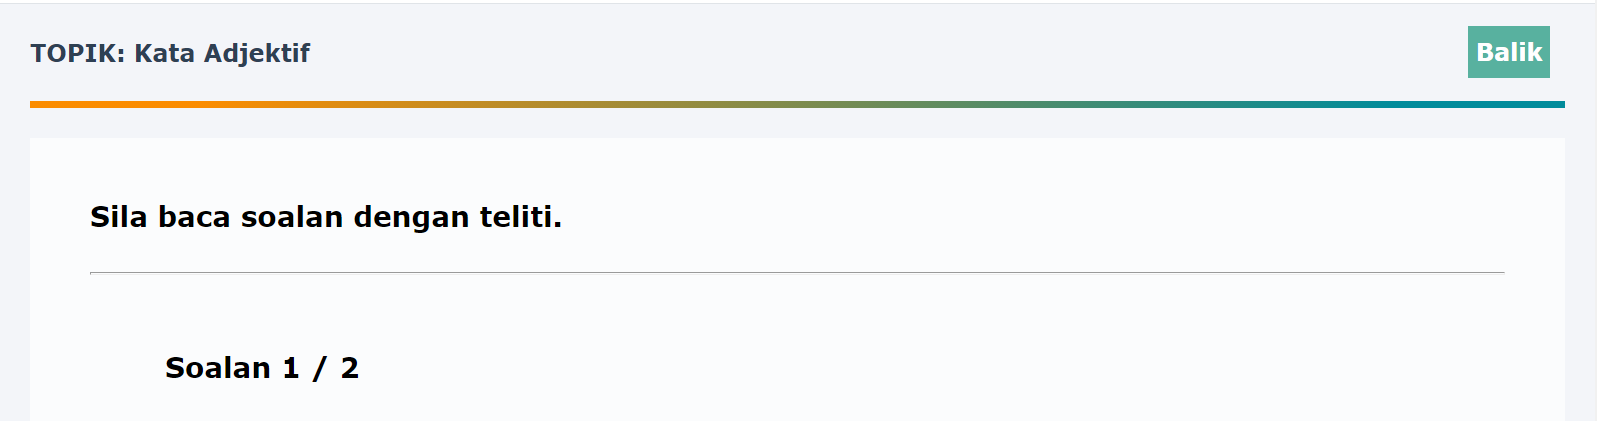 TOPIK: Kata Adjektif
Balik
Sila baca soalan dengan teliti.
Soalan 1 / 2